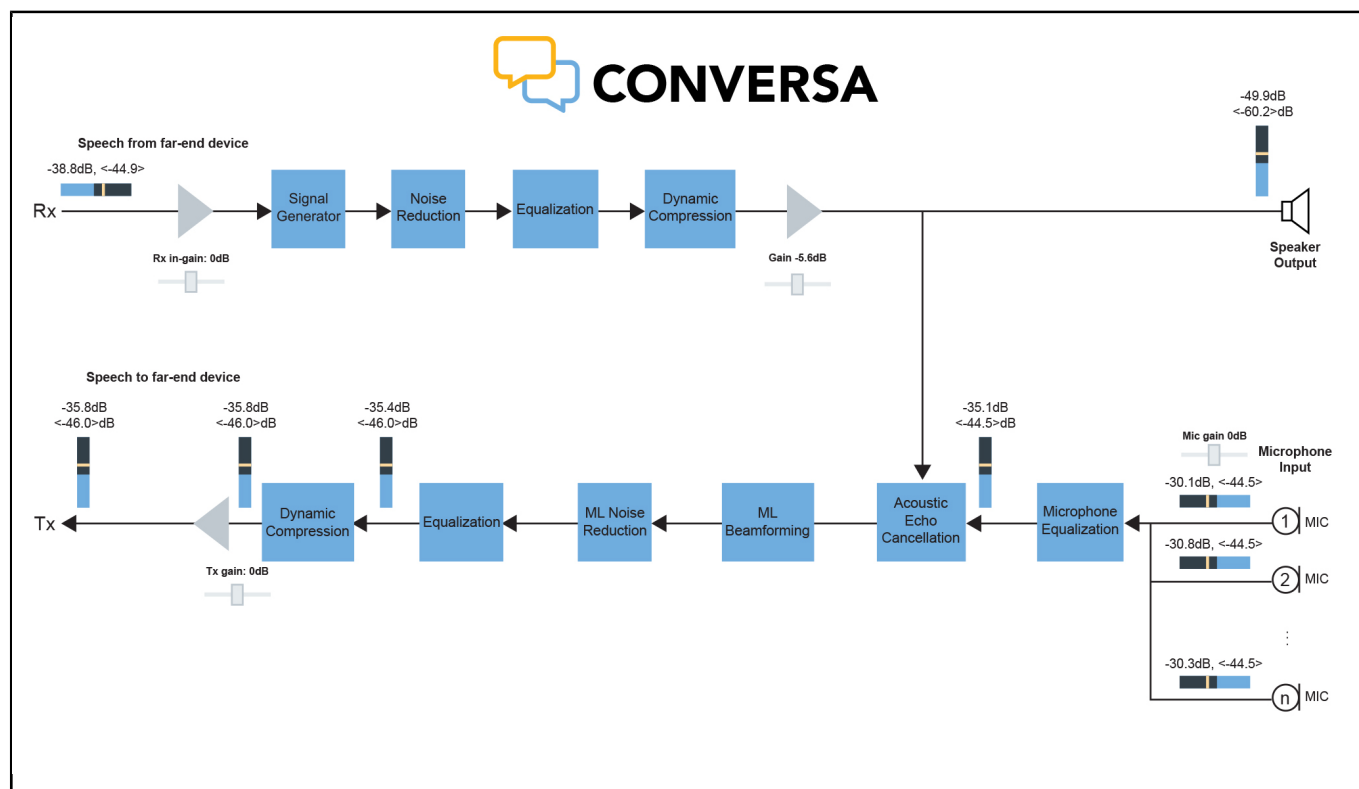 CONVERSA
Speech from far-end device
-38.8dB, <-44.9>
Rx
Rx in-gain: 0dB
Signal
Generator
Noise
Reduction
Equalization
Dynamic
Compression
Gain -5.6dB
-49.9dB
<-60.2>dB
Speaker
Output
Speech to far-end device
-35.8dB
<-46.0>dB
-35.8dB
<-46.0>dB
-35.4dB
<-46.0>dB
-35.1dB
<-44.5>dB
Tx
Tx gain: 0dB
Dynamic
Compression
Equalization
ML Noise
Reduction
ML
Beamforming
Acoustic
Echo
Cancellation
Microphone
Equalization
Mic gain 0dB
Microphone
Input
-30.1dB, <-44.5>
1 MIC
-30.8dB, <-44.5>
2 MIC
...
-30.3dB, <-44.5>
n MIC